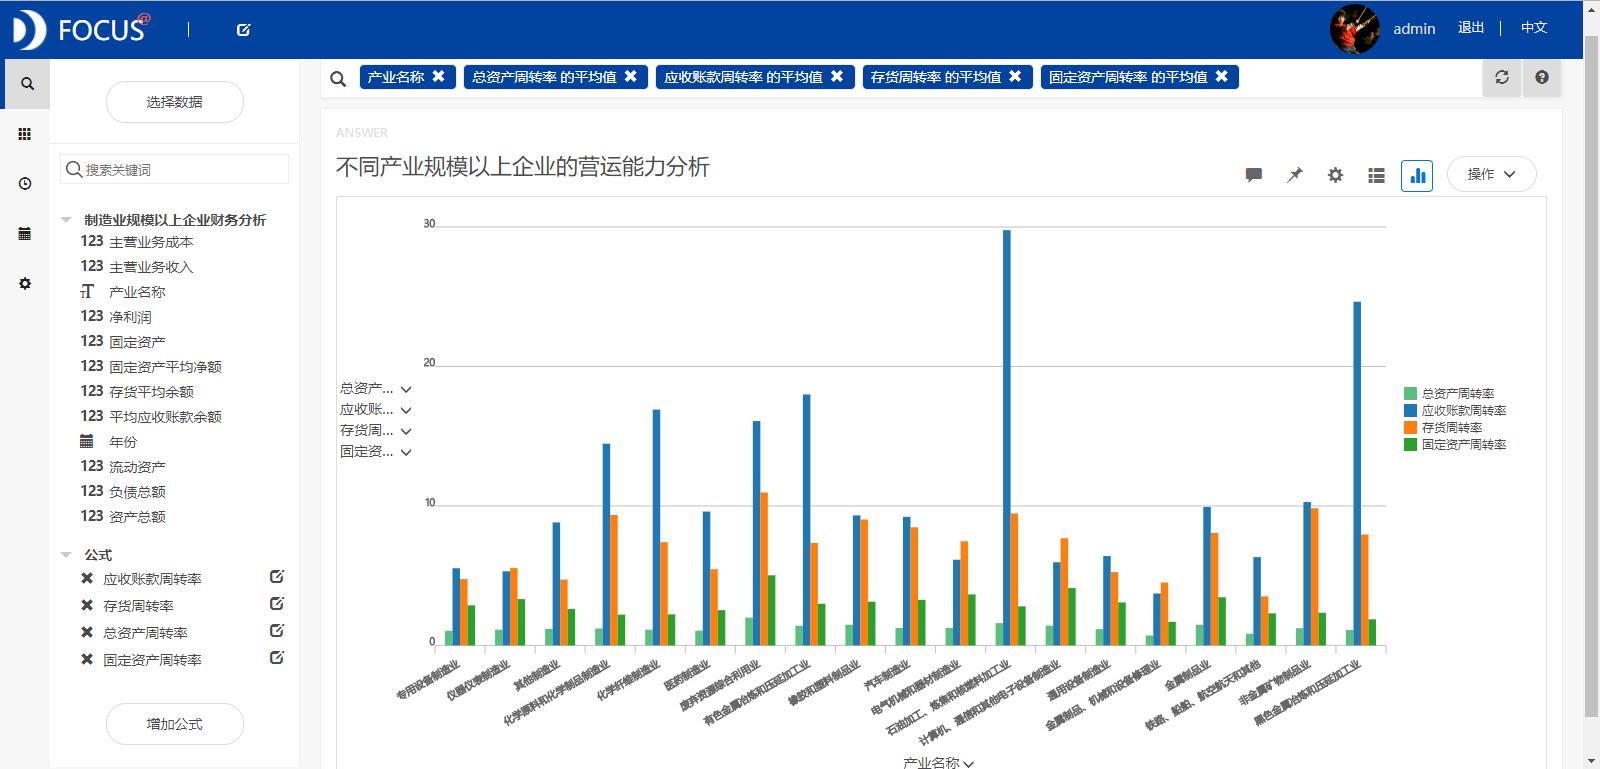 FOCUS@
admin
退出
中文
选择数据
搜索关键词
制造业规模以上企业财务分析
123 主营业务成本
123 主营业务收入
产业名称
123 净利润
123 固定资产
123 固定资产平均净额
123 存货平均余额
123 平均应收账款余额
年份
123 流动资产
123 负债总额
123 资产总额
公式
应收账款周转率
存货周转率
总资产周转率
固定资产周转率
增加公式
产业名称
总资产周转率 的平均值
应收账款周转率 的平均值
存货周转率 的平均值
固定资产周转率 的平均值
ANSWER
不同产业规模以上企业的营运能力分析
操作
30
20
10
0
总资产...
应收账...
存货周...
固定资...
总资产周转率
应收账款周转率
存货周转率
固定资产周转率
专用设备制造业
仪器仪表制造业
其他制造业
化学原料和化学制品制造业
化学纤维制造业
医药制造业
废弃资源综合利用业
有色金属冶炼和压延加工业
橡胶和塑料制品业
汽车制造业
电气机械和器材制造业
石油加工、炼焦和核燃料加工业
计算机、通信和其他电子设备制造业
通用设备制造业
金属制品、机械和设备修理业
金属制品业
铁路、船舶、航空航天和其他
非金属矿物制品业
黑色金属冶炼和压延加工业
产业名称